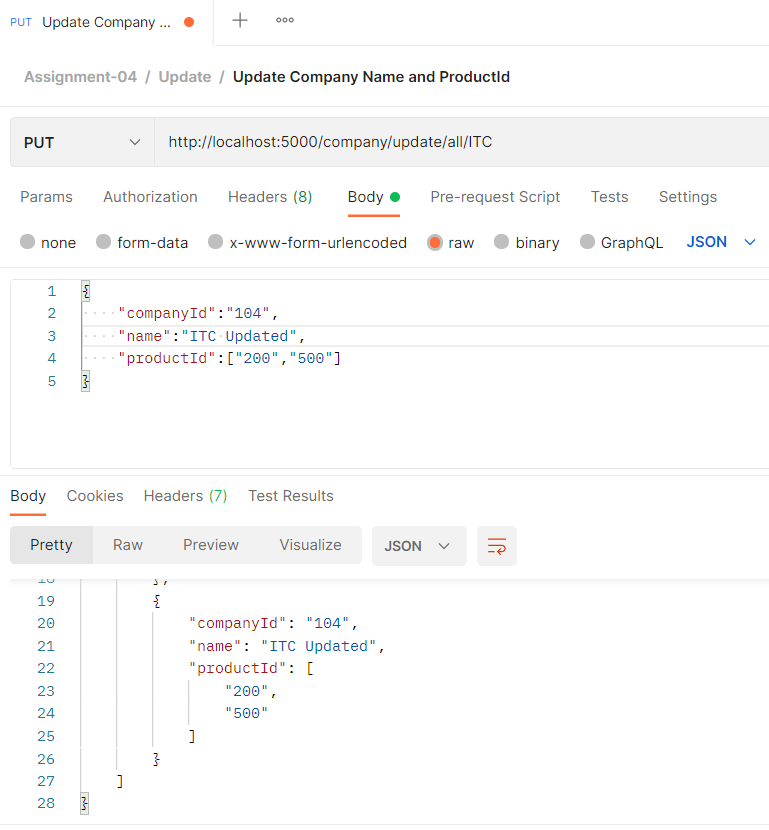 PUT Update Company ... + ooo
Assignment-04 / Update / Update Company Name and ProductId
PUT http://localhost:5000/company/update/all/ITC
Params Authorization Headers (8) Body Pre-request Script Tests Settings
none form-data x-www-form-urlencoded raw binary GraphQL JSON
1 {
2 "companyId":"104",
3 "name":"ITC Updated",
4 "productId":["200","500"]
5 }
Body Cookies Headers (7) Test Results
Pretty Raw Preview Visualize JSON
18 },
19 {
20 "companyId": "104",
21 "name": "ITC Updated",
22 "productId": [
23 "200",
24 "500"
25 ]
26 }
27 ]
28 }